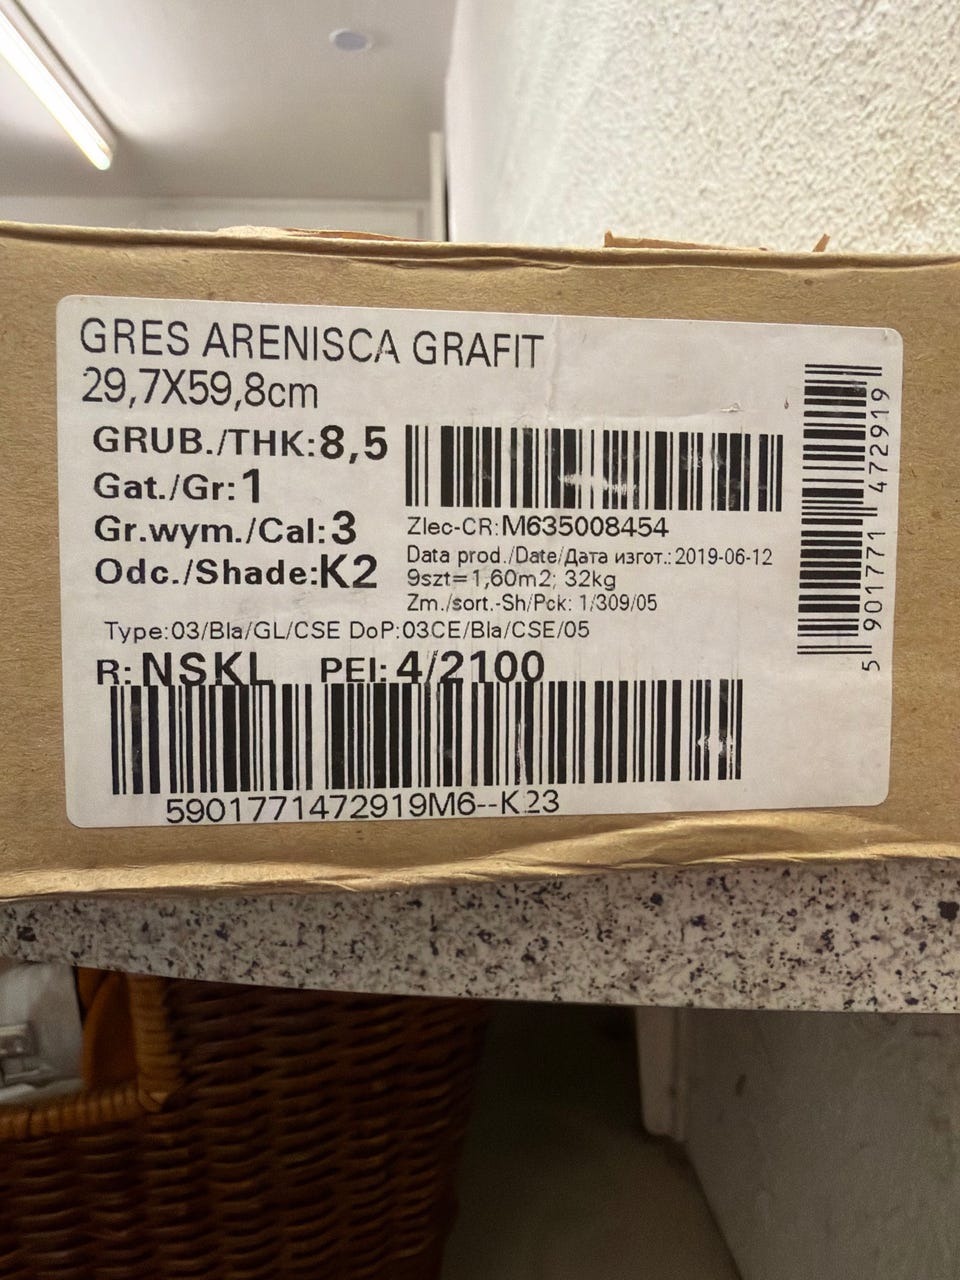 GRES ARENISCA GRAFIT
29,7X59,8cm
GRUB./THK:8,5
Gat./Gr:1
Gr.wym./Cal:3
Odc./Shade:K2
Zlec-CR:M635008454
Data prod./Date/Дата изгот.:2019-06-12
9szt=1,60m2; 32kg
Zm./sort.-Sh/Pck: 1/309/05
Type:03/BIa/GL/CSE DoP:03CE/BIa/CSE/05
R:NSKL PEI:4/2100
5901771472919M6--K23
5 901771 472919